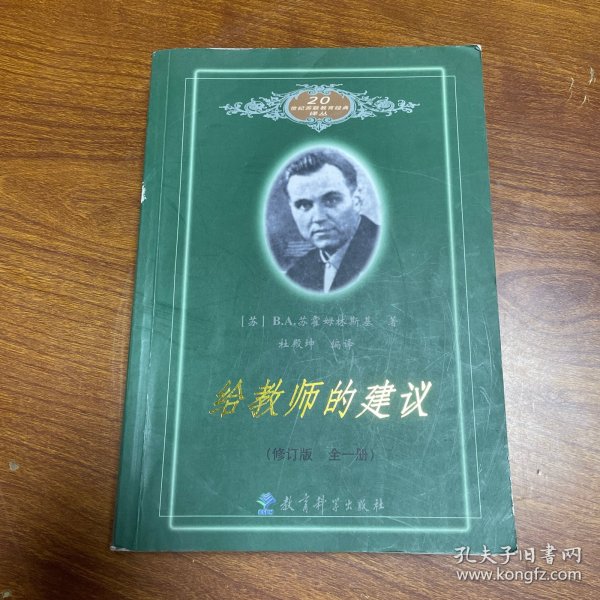 20
世纪苏联教育经典
译丛
[苏] B.A.苏霍姆林斯基 著
杜殿坤 编译
给教师的建议
(修订版 全一册)
教育科学出版社
孔夫子旧书网
www.kongfz.com